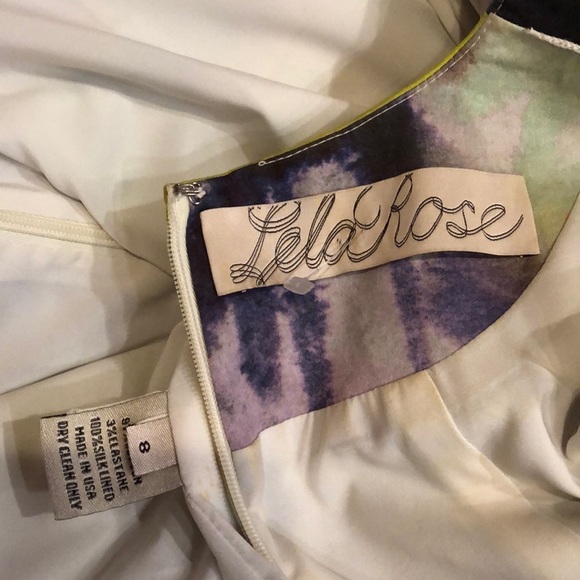 Lela Rose
8
3%ELASTANE
100%SILK LINED
MADE IN USA
DRY CLEAN ONLY